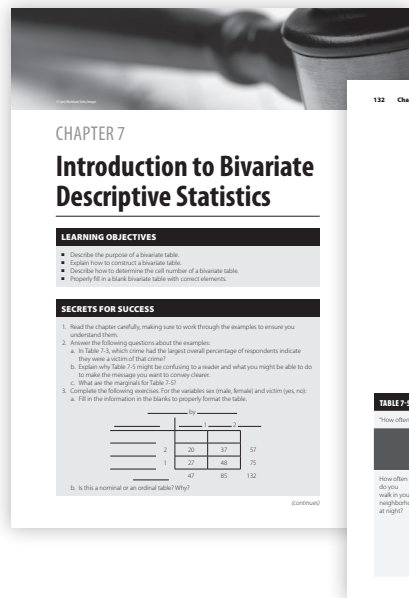 132 Cha
CHAPTER 7
Introduction to Bivariate
Descriptive Statistics
LEARNING OBJECTIVES
■ Describe the purpose of a bivariate table.
■ Explain how to construct a bivariate table.
■ Describe how to determine the cell number of a bivariate table.
■ Properly fill in a blank bivariate table with correct elements.
SECRETS FOR SUCCESS
1. Read the chapter carefully, making sure to work through the examples to ensure you
understand them.
2. Answer the following questions about the examples:
a. In Table 7-3, which crime had the largest overall percentage of respondents indicate
they were a victim of that crime?
b. Explain why Table 7-5 might be confusing to a reader and what you might be able to do
to make the message you want to convey clearer.
c. What are the marginals for Table 7-5?
3. Complete the following exercises. For the variables sex (male, female) and victim (yes, no):
a. Fill in the information in the blanks to properly format the table.
by
1 2
2 20 37 57
1 27 48 75
47 85 132
b. Is this a nominal or an ordinal table? Why?
(continues)
TABLE 7-5
"How often
How often
do you
walk in you
neighborho
at night?